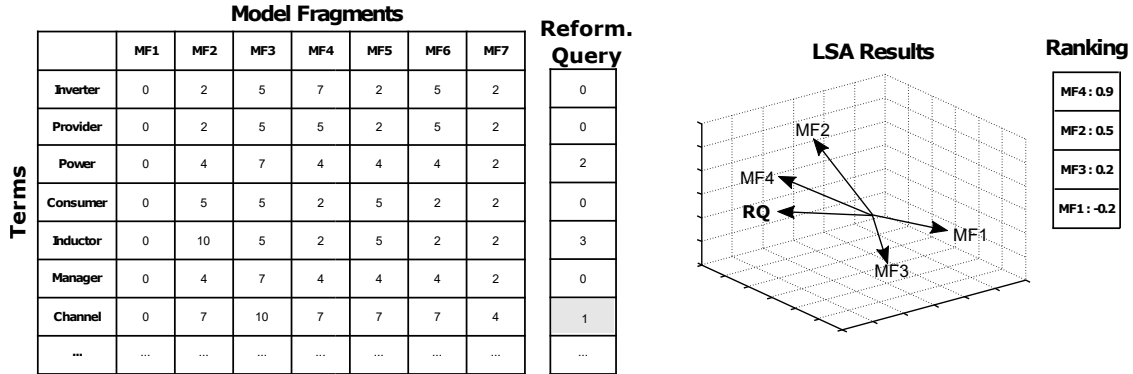 Model Fragments
Reform.
Query
MF1 MF2 MF3 MF4 MF5 MF6 MF7
Terms
Inverter 0 2 5 7 2 5 2 0
Provider 0 2 5 5 2 5 2 0
Power 0 4 7 4 4 4 2 2
Consumer 0 5 5 2 5 2 2 0
Inductor 0 10 5 2 5 2 2 3
Manager 0 4 7 4 4 4 2 0
Channel 0 7 10 7 7 7 4 1
... ... ... ... ... ... ... ... ...
LSA Results
MF2
MF4
RQ
MF1
MF3
Ranking
MF4 : 0.9
MF2 : 0.5
MF3 : 0.2
MF1 : -0.2